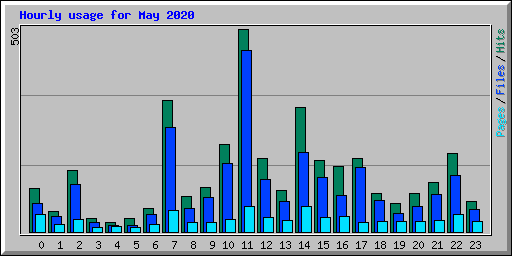 Hourly usage for May 2020
503
Pages/Files/Hits
0 1 2 3 4 5 6 7 8 9 10 11 12 13 14 15 16 17 18 19 20 21 22 23